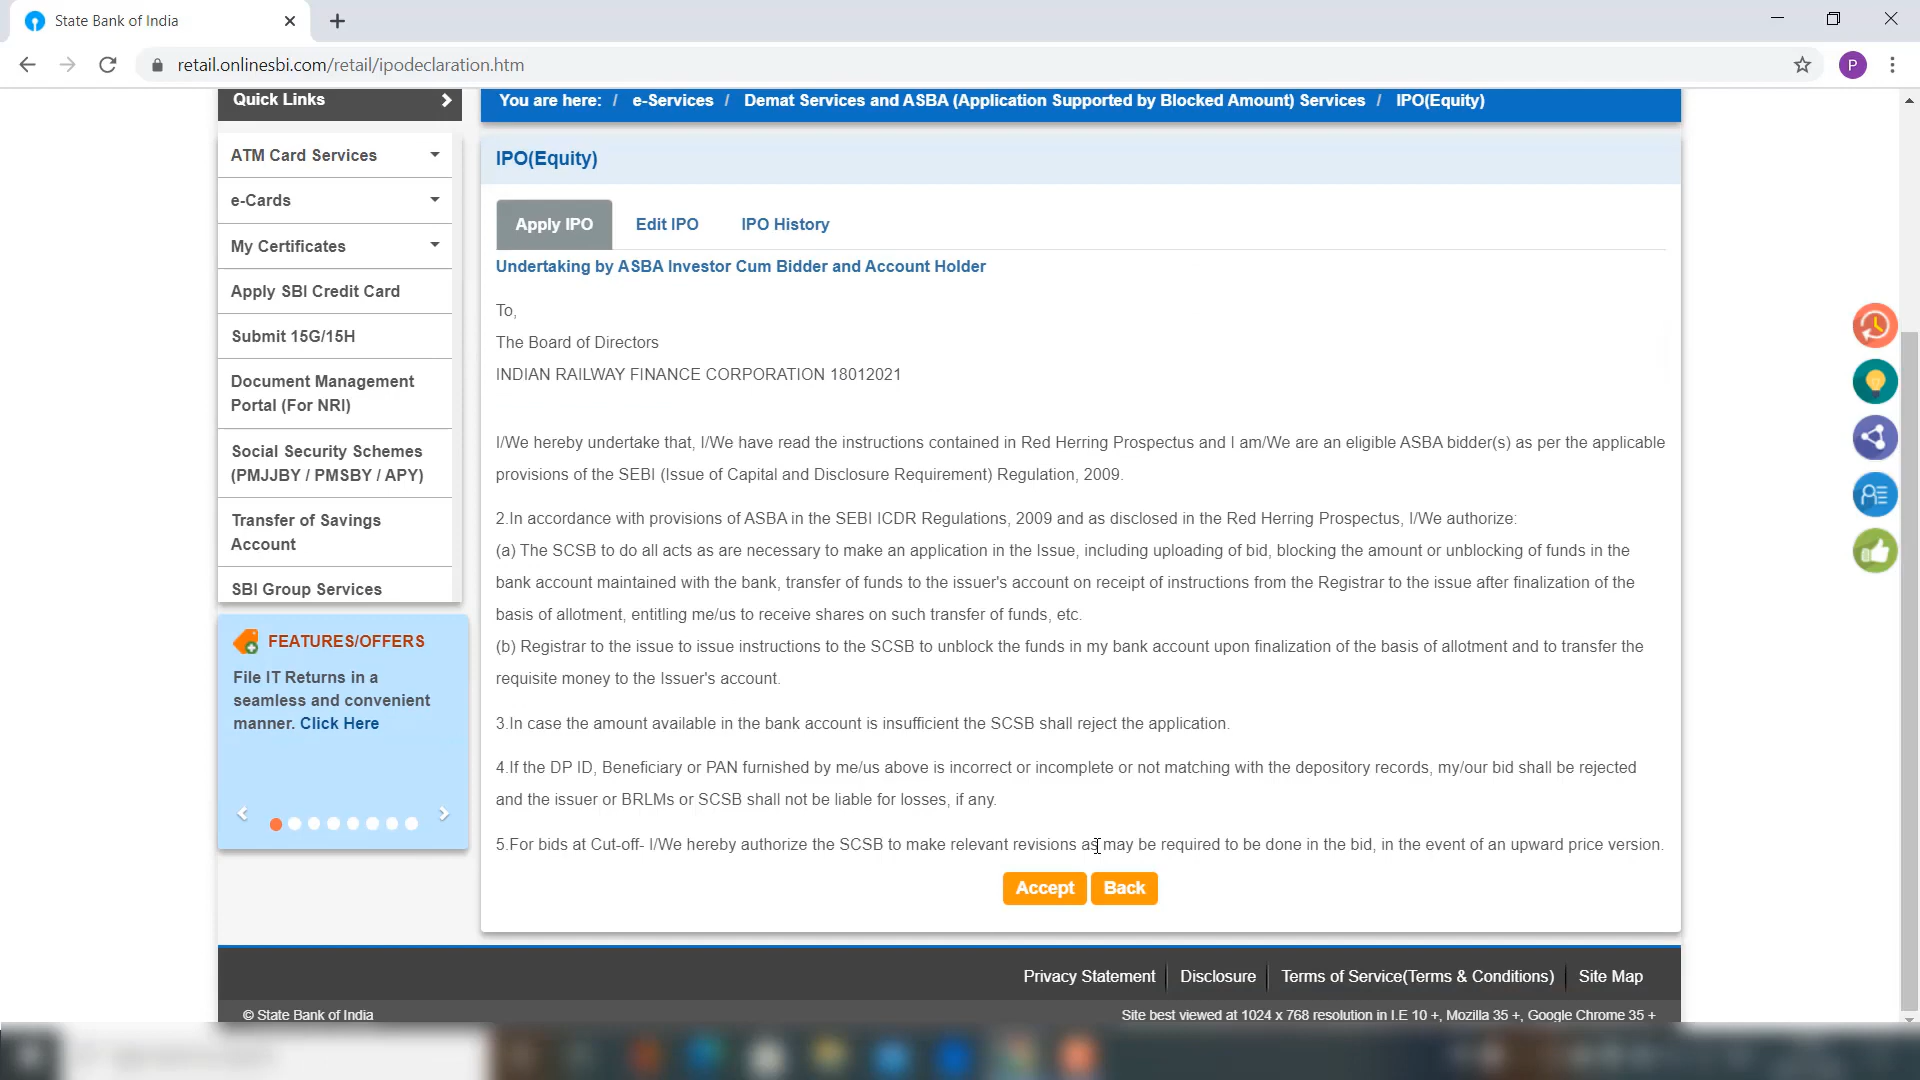 State Bank of India
retail.onlinesbi.com/retail/ipodeclaration.htm
P
Quick Links
You are here: / e-Services / Demat Services and ASBA (Application Supported by Blocked Amount) Services / IPO(Equity)
ATM Card Services
e-Cards
My Certificates
Apply SBI Credit Card
Submit 15G/15H
Document Management
Portal (For NRI)
Social Security Schemes
(PMJJBY / PMSBY / APY)
Transfer of Savings
Account
SBI Group Services
FEATURES/OFFERS
File IT Returns in a
seamless and convenient
manner. Click Here
IPO(Equity)
Apply IPO Edit IPO IPO History
Undertaking by ASBA Investor Cum Bidder and Account Holder
To,
The Board of Directors
INDIAN RAILWAY FINANCE CORPORATION 18012021
I/We hereby undertake that, I/We have read the instructions contained in Red Herring Prospectus and I am/We are an eligible ASBA bidder(s) as per the applicable
provisions of the SEBI (Issue of Capital and Disclosure Requirement) Regulation, 2009.
2.In accordance with provisions of ASBA in the SEBI ICDR Regulations, 2009 and as disclosed in the Red Herring Prospectus, I/We authorize:
(a) The SCSB to do all acts as are necessary to make an application in the Issue, including uploading of bid, blocking the amount or unblocking of funds in the
bank account maintained with the bank, transfer of funds to the issuer's account on receipt of instructions from the Registrar to the issue after finalization of the
basis of allotment, entitling me/us to receive shares on such transfer of funds, etc.
(b) Registrar to the issue to issue instructions to the SCSB to unblock the funds in my bank account upon finalization of the basis of allotment and to transfer the
requisite money to the Issuer's account.
3.In case the amount available in the bank account is insufficient the SCSB shall reject the application.
4.If the DP ID, Beneficiary or PAN furnished by me/us above is incorrect or incomplete or not matching with the depository records, my/our bid shall be rejected
and the issuer or BRLMs or SCSB shall not be liable for losses, if any.
5.For bids at Cut-off- I/We hereby authorize the SCSB to make relevant revisions as may be required to be done in the bid, in the event of an upward price version.
Accept Back
Privacy Statement Disclosure Terms of Service(Terms & Conditions) Site Map
© State Bank of India
Site best viewed at 1024 x 768 resolution in I.E 10 +, Mozilla 35 +, Google Chrome 35 +